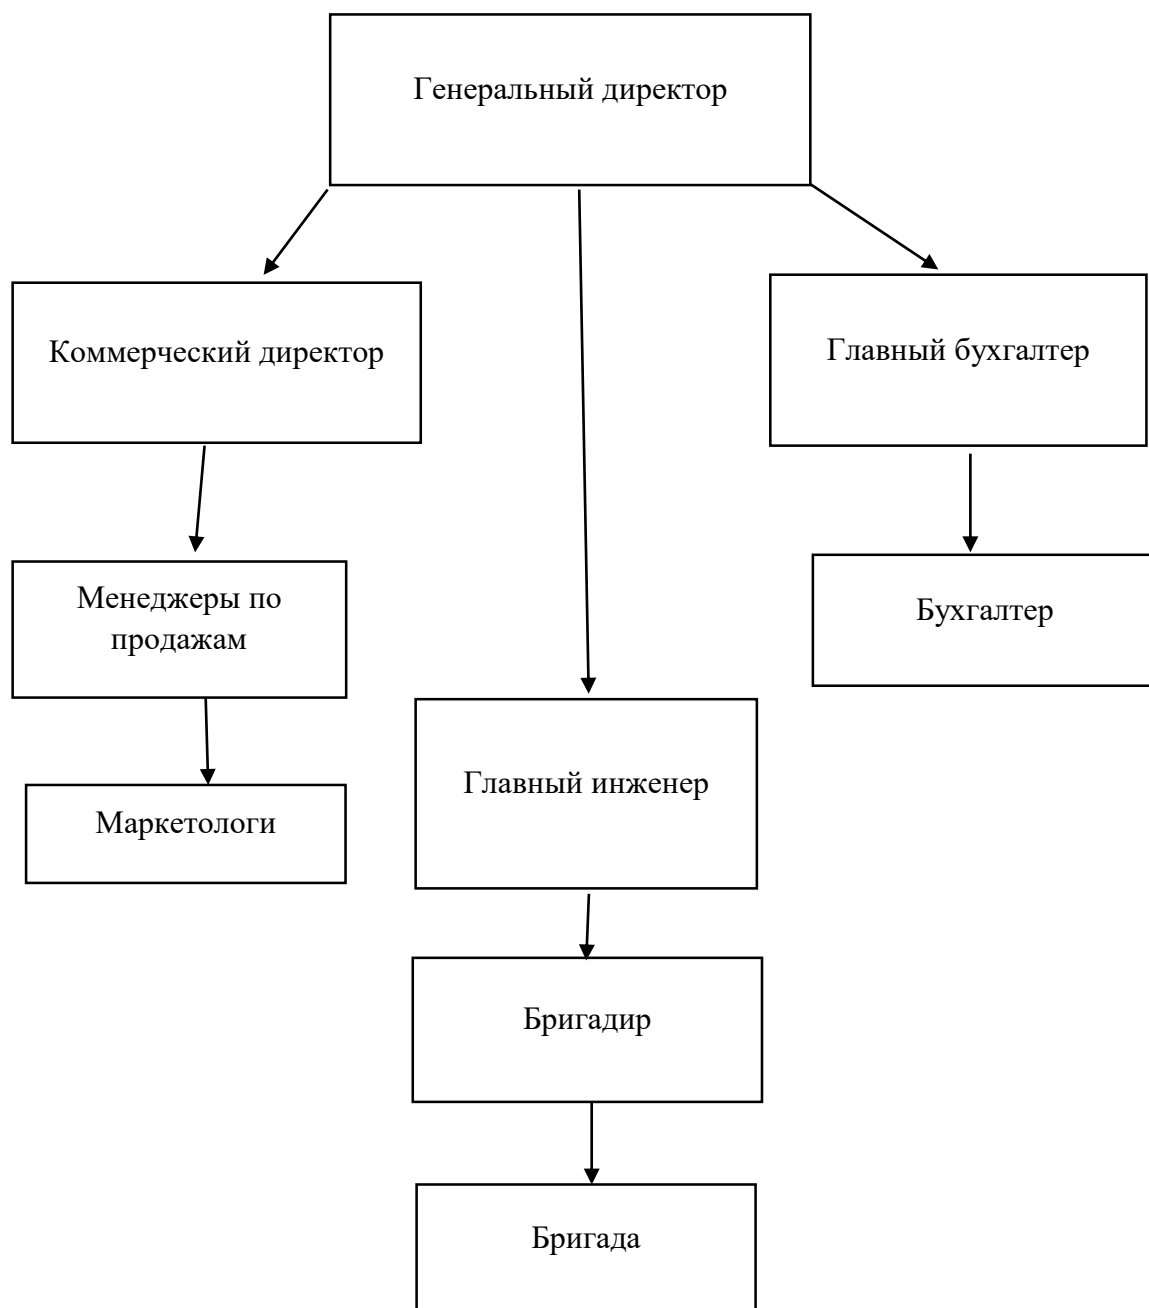 Генеральный директор
Коммерческий директор
Главный бухгалтер
Менеджеры по
продажам
Бухгалтер
Главный инженер
Маркетологи
Бригадир
Бригада